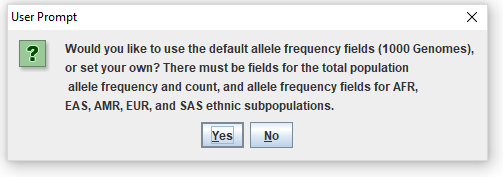 User Prompt
Would you like to use the default allele frequency fields (1000 Genomes),
or set your own? There must be fields for the total population
allele frequency and count, and allele frequency fields for AFR,
EAS, AMR, EUR, and SAS ethnic subpopulations.
Yes
No